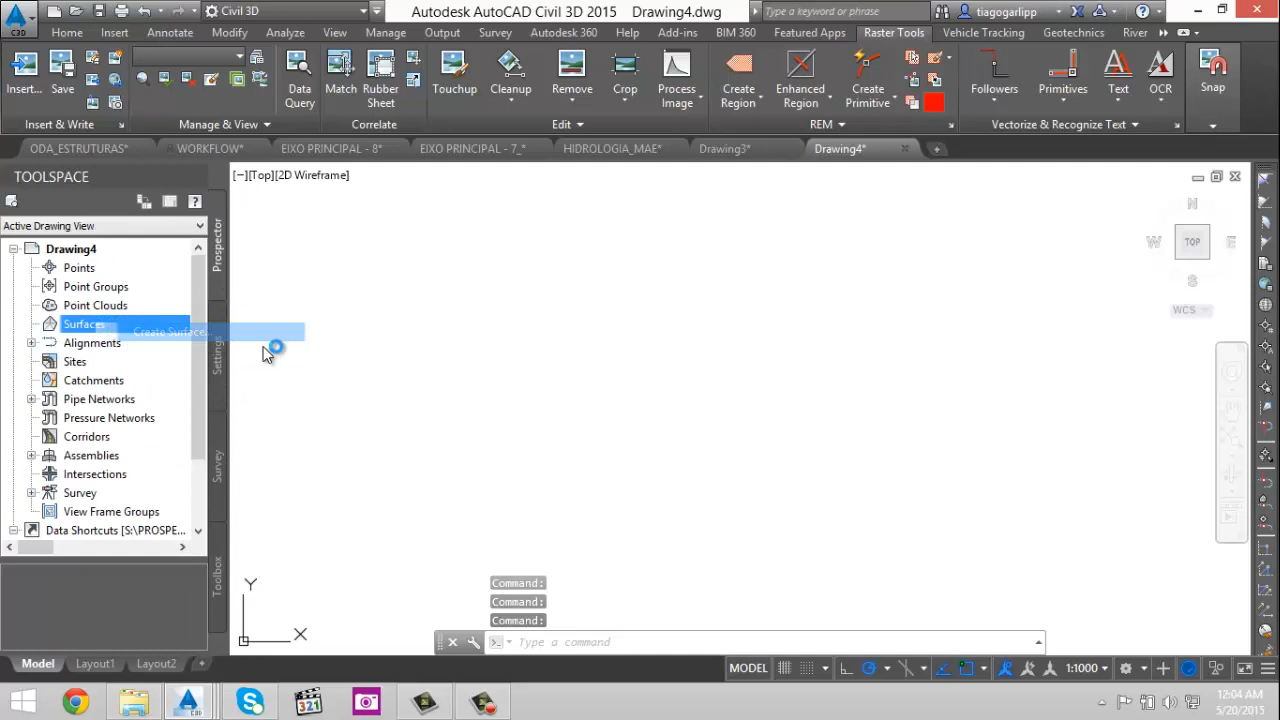 Civil 3D
Autodesk AutoCAD Civil 3D 2015 Drawing4.dwg
Type a keyword or phrase
tiagogarlipp
C3D
Home Insert Annotate Modify Analyze View Manage Output Survey Autodesk 360 Help Add-ins BIM 360 Featured Apps Raster Tools Vehicle Tracking Geotechnics River
Insert... Save Data Query Match Rubber Sheet Touchup Cleanup Remove Crop Process Image Create Region Enhanced Region Create Primitive Followers Primitives Text OCR Snap
Insert & Write Manage & View Correlate Edit REM Vectorize & Recognize Text
ODA_ESTRUTURAS* WORKFLOW* EIXO PRINCIPAL - 8* EIXO PRINCIPAL - 7_* HIDROLOGIA_MAE* Drawing3* Drawing4*
TOOLSPACE
[−][Top][2D Wireframe]
Active Drawing View
Drawing4
Points
Point Groups
Point Clouds
Surfaces
Create Surface...
Alignments
Sites
Catchments
Pipe Networks
Pressure Networks
Corridors
Assemblies
Intersections
Survey
View Frame Groups
Data Shortcuts [S:\PROSPE...
Prospector
Settings
Survey
Toolbox
N
W TOP E
S
WCS
Y
X
Command:
Command:
Command:
Type a command
Model Layout1 Layout2 +
MODEL 1:1000
12:04 AM
5/20/2015